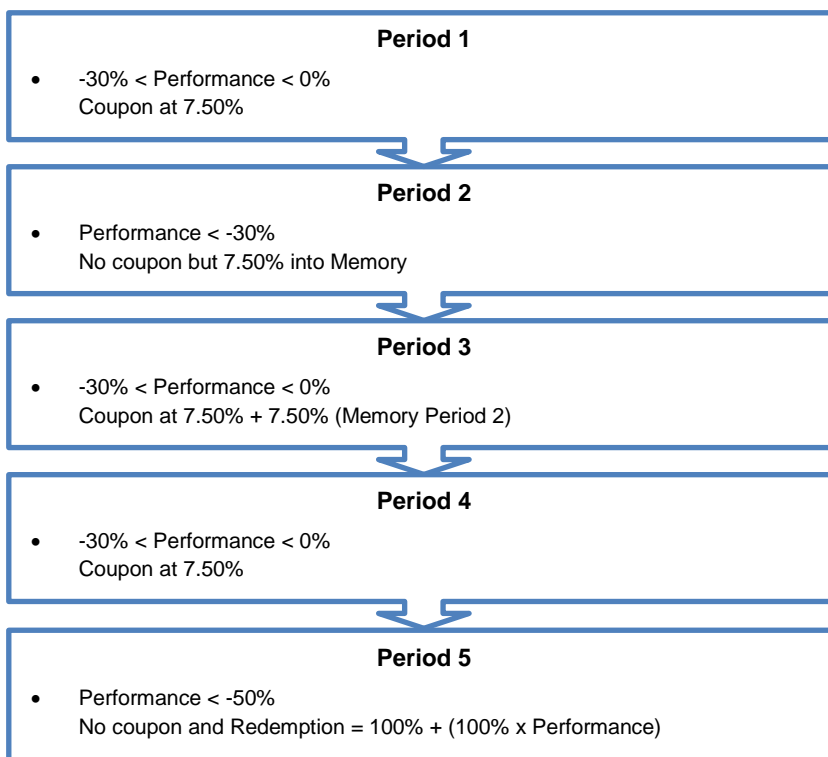 Period 1
• -30% < Performance < 0%
Coupon at 7.50%
Period 2
• Performance < -30%
No coupon but 7.50% into Memory
Period 3
• -30% < Performance < 0%
Coupon at 7.50% + 7.50% (Memory Period 2)
Period 4
• -30% < Performance < 0%
Coupon at 7.50%
Period 5
• Performance < -50%
No coupon and Redemption = 100% + (100% x Performance)